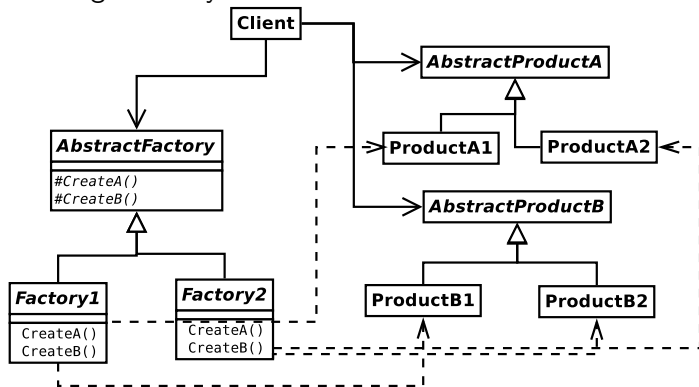 Client
AbstractProductA
AbstractFactory
#CreateA()
#CreateB()
ProductA1
ProductA2
AbstractProductB
Factory1
CreateA()
CreateB()
Factory2
CreateA()
CreateB()
ProductB1
ProductB2